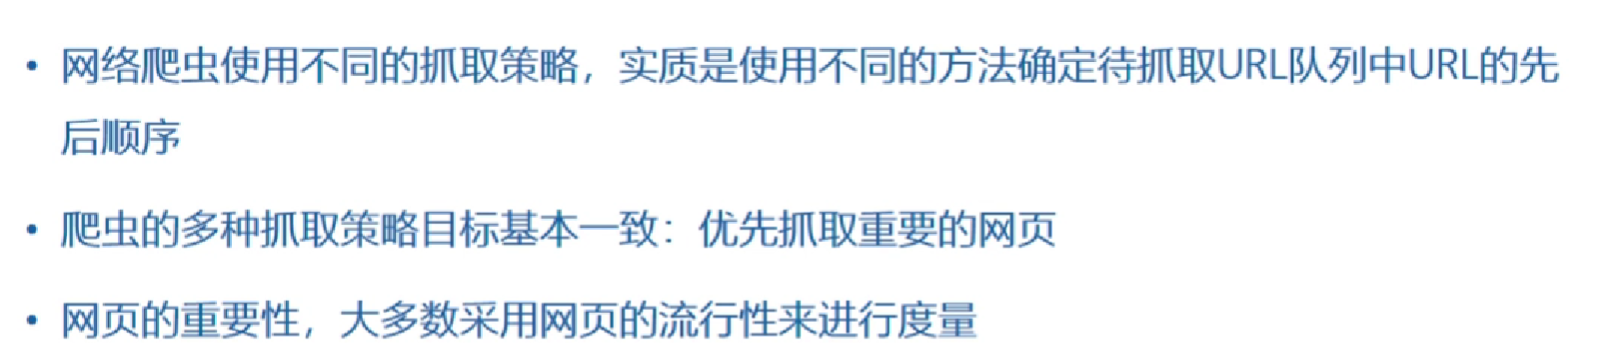 • 网络爬虫使用不同的抓取策略，实质是使用不同的方法确定待抓取URL队列中URL的先
后顺序
• 爬虫的多种抓取策略目标基本一致：优先抓取重要的网页
• 网页的重要性，大多数采用网页的流行性来进行度量